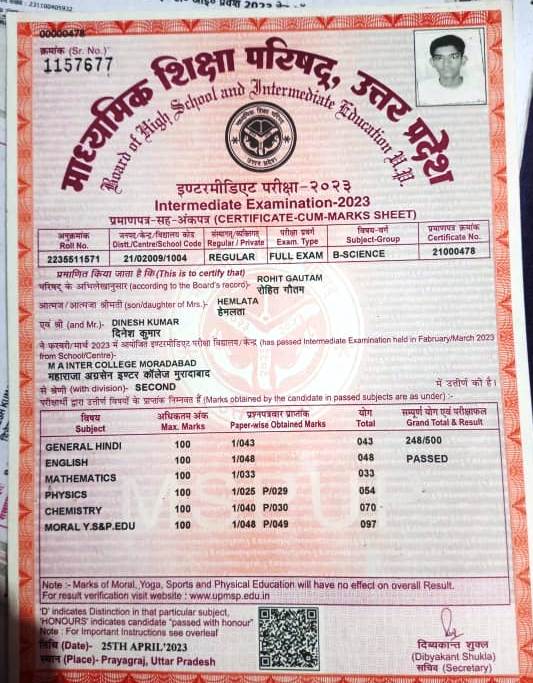 231100405932
00000478
क्रमांक (Sr. No.)
1157677
माध्यमिक शिक्षा परिषद्, उत्तर प्रदेश
Board of High School and Intermediate Education U.P.
इण्टरमीडिएट परीक्षा-२०२३
Intermediate Examination-2023
प्रमाणपत्र-सह-अंकपत्र (CERTIFICATE-CUM-MARKS SHEET)
अनुक्रमांक जनपद/केन्द्र/विद्यालय कोड संस्थागत/व्यक्तिगत परीक्षा प्रकार विषय-वर्ग प्रमाणपत्र क्रमांक
Roll No. Distt./Centre/School Code Regular / Private Exam. Type Subject-Group Certificate No.
2235511571 21/02009/1004 REGULAR FULL EXAM B-SCIENCE 21000478
प्रमाणित किया जाता है कि (This is to certify that) ROHIT GAUTAM
परिषद् के अभिलेखानुसार (according to the Board's record) रोहित गौतम
आत्मज/आत्मजा श्रीमती (son/daughter of Mrs.)- HEMLATA
हेमलता
एवं श्री (and Mr.)- DINESH KUMAR
दिनेश कुमार
ने फरवरी/मार्च 2023 में आयोजित इण्टरमीडिएट परीक्षा विद्यालय/केन्द्र (has passed Intermediate Examination held in Fabruary/March 2023
from School/Centre)-
M A INTER COLLEGE MORADABAD
महाराजा अग्रसेन इण्टर कॉलेज मुरादाबाद
से श्रेणी (with division)- SECOND में उत्तीर्ण की है।
परीक्षार्थी द्वारा उत्तीर्ण विषयों के प्राप्तांक निम्नवत हैं (Marks obtained by the candidate in passed subjects are as under) :-
विषय अधिकतम अंक प्रश्नपत्रवार प्राप्तांक योग सम्पूर्ण योग एवं परीक्षाफल
Subject Max. Marks Paper-wise Obtained Marks Total Grand Total & Result
GENERAL HINDI 100 1/043 043 248/500
ENGLISH 100 1/048 048 PASSED
MATHEMATICS 100 1/033 033
PHYSICS 100 1/025 P/029 054
CHEMISTRY 100 1/040 P/030 070
MORAL Y.S&P.EDU 100 1/048 P/049 097
Note :- Marks of Moral, Yoga, Sports and Physical Education will have no effect on overall Result.
For result verification visit website : www.upmsp.edu.in
'D' indicates Distinction in that particular subject,
'HONOURS' indicates candidate "passed with honour"
Note : For Important Instructions see overleaf
तिथि (Date)- 25TH APRIL'2023
स्थान (Place)- Prayagraj, Uttar Pradesh
दिब्यकान्त शुक्ल
(Dibyakant Shukla)
सचिव (Secretary)